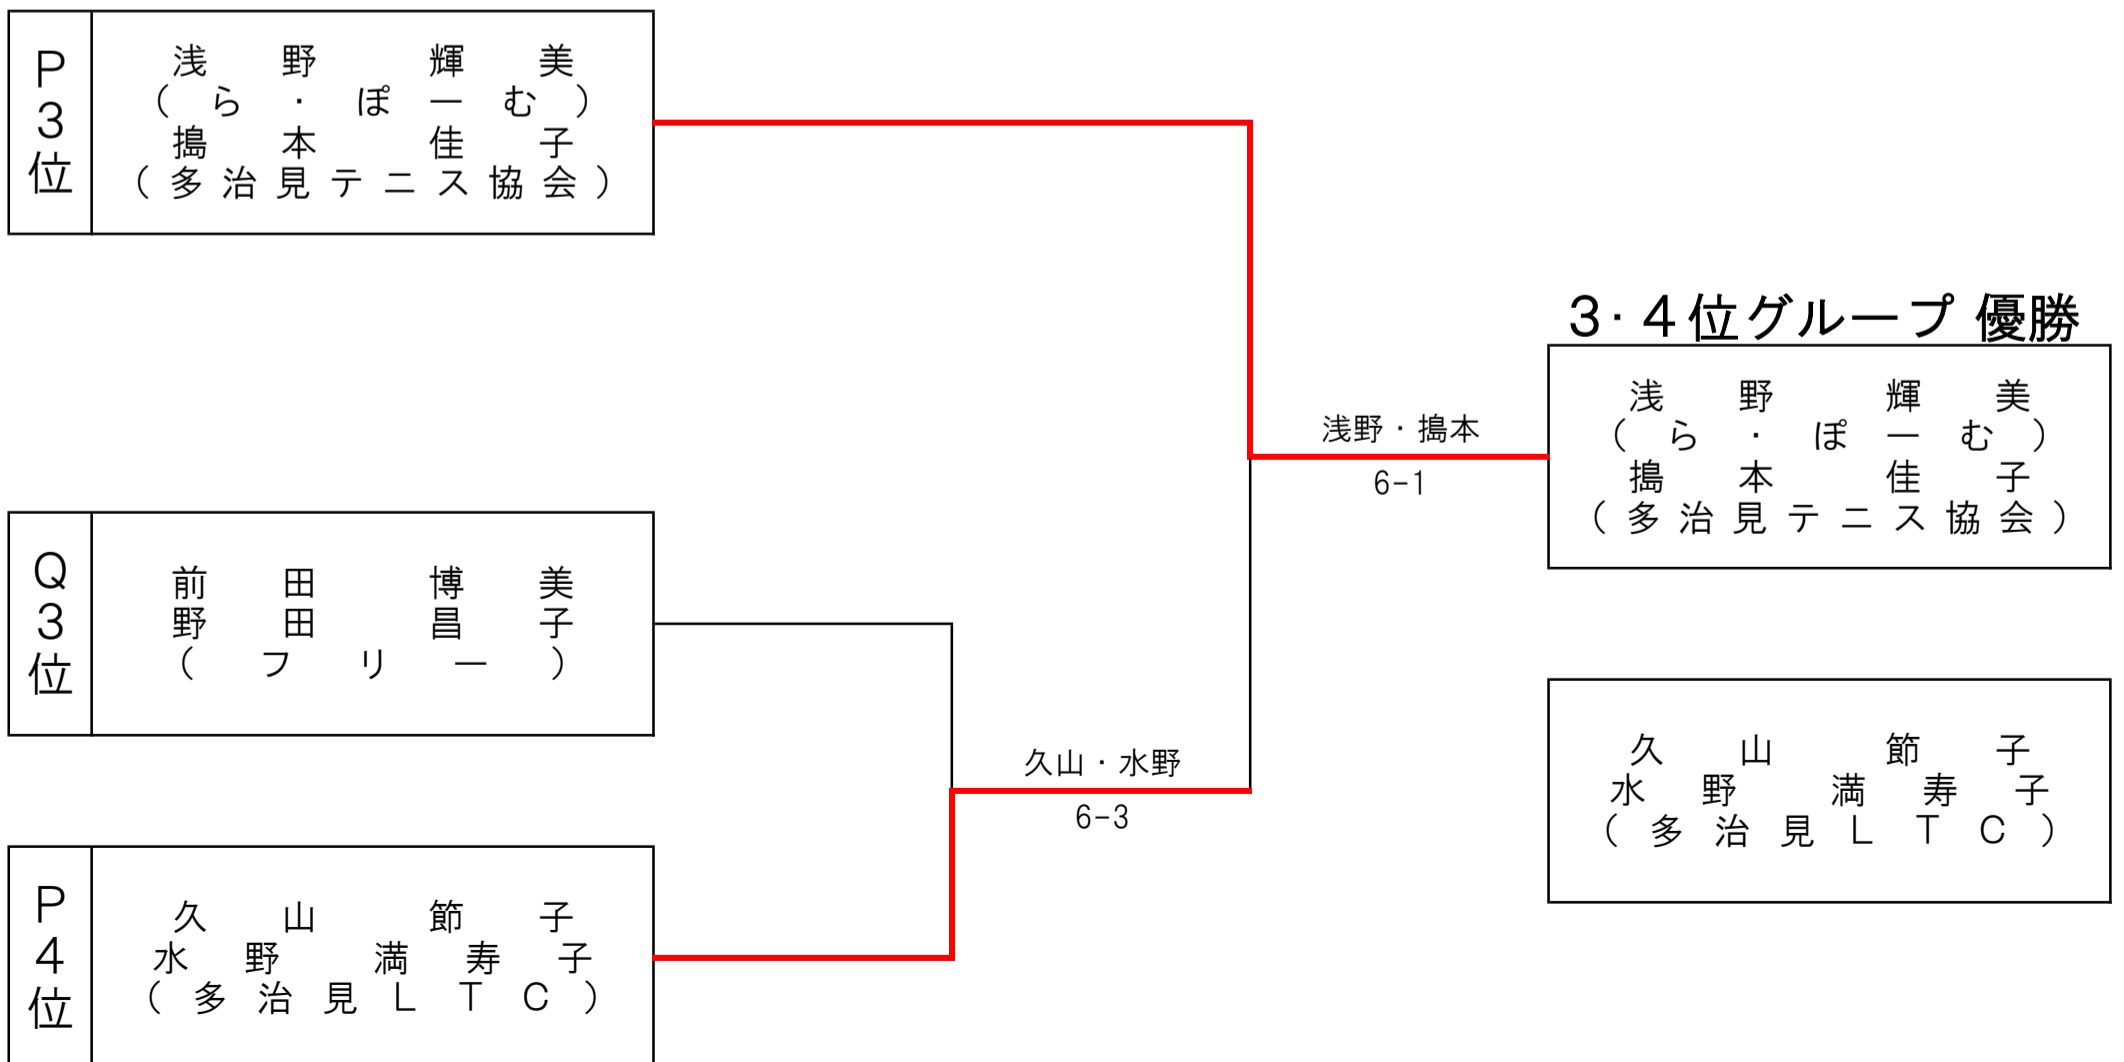 P3位
浅野輝美
(ら・ぽーむ)
搗本佳子
(多治見テニス協会)
Q3位
前田博美
野田昌子
(フリー)
P4位
久山節子
水野満寿子
(多治見LTC)
久山・水野
6-3
浅野・搗本
6-1
3・4位グループ 優勝
浅野輝美
(ら・ぽーむ)
搗本佳子
(多治見テニス協会)
久山節子
水野満寿子
(多治見LTC)